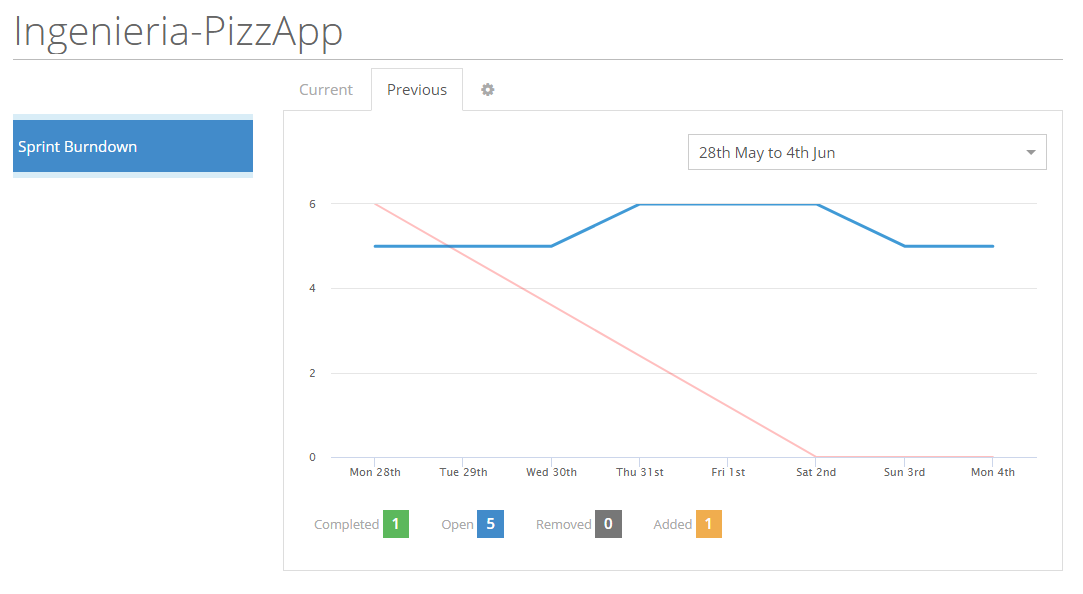 Ingenieria-PizzApp
Current Previous
Sprint Burndown
28th May to 4th Jun
6
4
2
0
Mon 28th Tue 29th Wed 30th Thu 31st Fri 1st Sat 2nd Sun 3rd Mon 4th
Completed 1 Open 5 Removed 0 Added 1